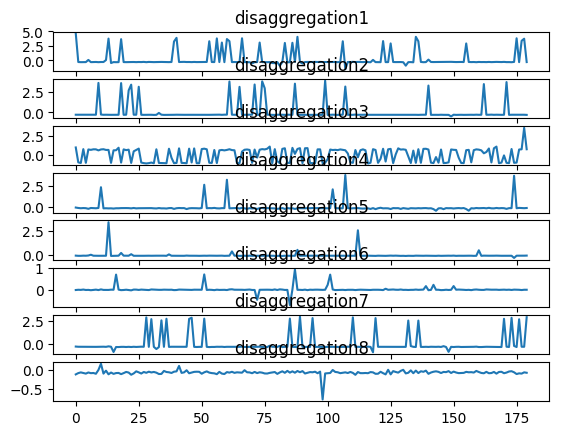 disaggregation1
5.0
2.5
0.0
disaggregation2
2.5
0.0
disaggregation3
2.5
0.0
disaggregation4
2.5
0.0
disaggregation5
2.5
0.0
disaggregation6
1
0
disaggregation7
2.5
0.0
disaggregation8
0.0
−0.5
0 25 50 75 100 125 150 175